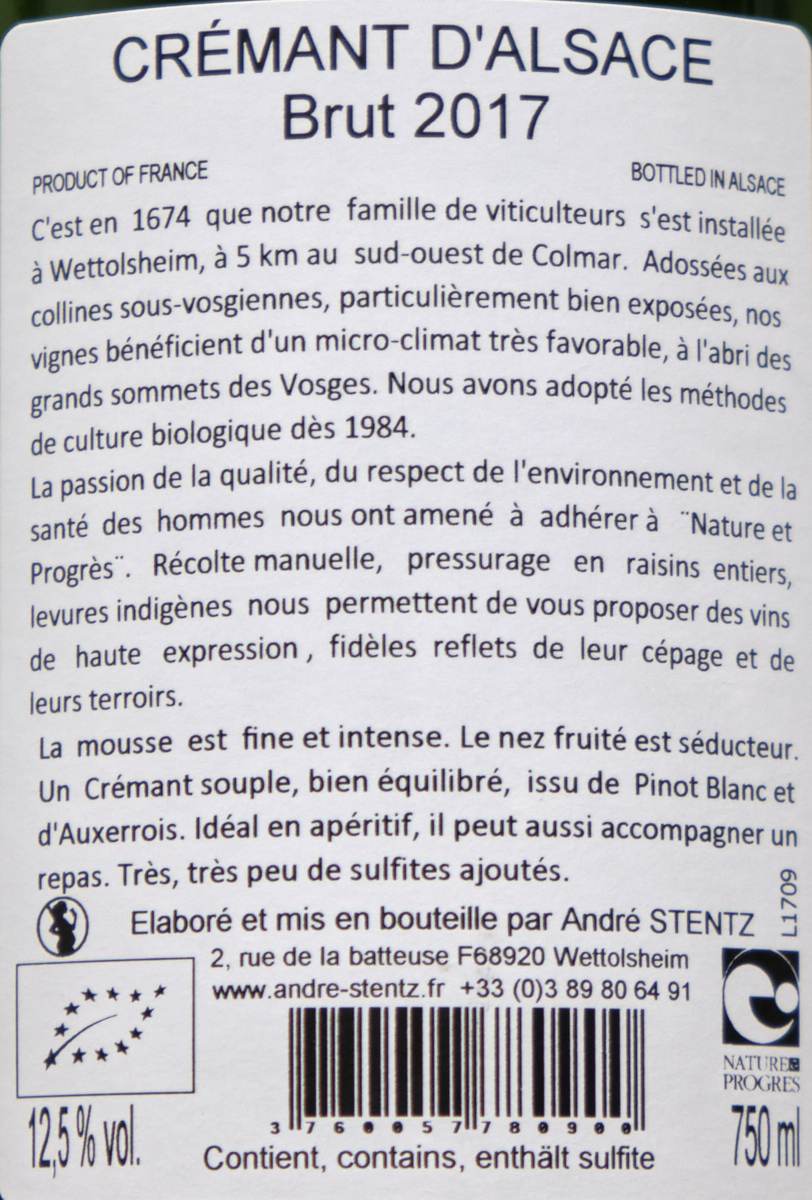 CRÉMANT D'ALSACE
Brut 2017
PRODUCT OF FRANCE BOTTLED IN ALSACE
C'est en 1674 que notre famille de viticulteurs s'est installée
à Wettolsheim, à 5 km au sud-ouest de Colmar. Adossées aux
collines sous-vosgiennes, particulièrement bien exposées, nos
vignes bénéficient d'un micro-climat très favorable, à l'abri des
grands sommets des Vosges. Nous avons adopté les méthodes
de culture biologique dès 1984.
La passion de la qualité, du respect de l'environnement et de la
santé des hommes nous ont amené à adhérer à ¨Nature et
Progrès¨. Récolte manuelle, pressurage en raisins entiers,
levures indigènes nous permettent de vous proposer des vins
de haute expression, fidèles reflets de leur cépage et de
leurs terroirs.
La mousse est fine et intense. Le nez fruité est séducteur.
Un Crémant souple, bien équilibré, issu de Pinot Blanc et
d'Auxerrois. Idéal en apéritif, il peut aussi accompagner un
repas. Très, très peu de sulfites ajoutés.
L1709
Elaboré et mis en bouteille par André STENTZ
2, rue de la batteuse F68920 Wettolsheim
www.andre-stentz.fr +33 (0)3 89 80 64 91
NATURE&
PROGRES
3 760057 780900
12,5 % vol. 750 ml
Contient, contains, enthält sulfite